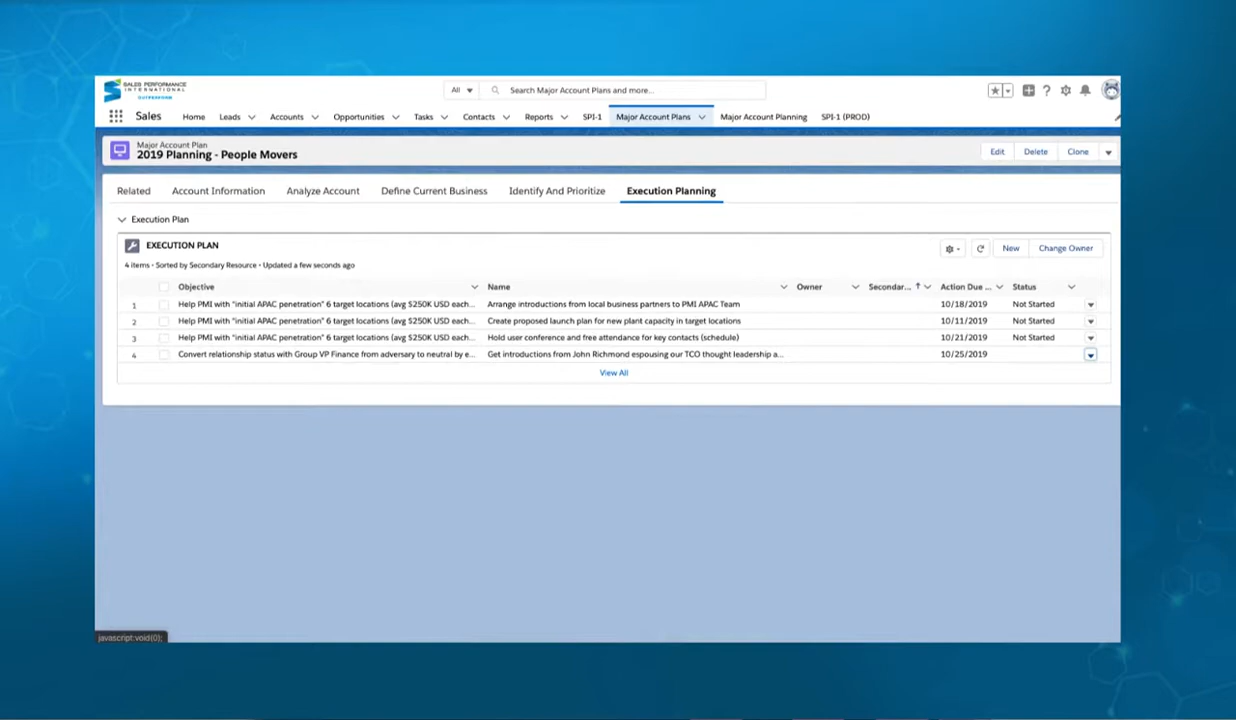 SALES PERFORMANCE
INTERNATIONAL
OUTPERFORM
All
Search Major Account Plans and more...
Sales Home Leads Accounts Opportunities Tasks Contacts Reports SPI-1 Major Account Plans Major Account Planning SPI-1 (PROD)
Major Account Plan
2019 Planning - People Movers
Edit Delete Clone
Related Account Information Analyze Account Define Current Business Identify And Prioritize Execution Planning
Execution Plan
EXECUTION PLAN
New Change Owner
4 items • Sorted by Secondary Resource • Updated a few seconds ago
Objective Name Owner Secondar... ↑ Action Due ... Status
1 Help PMI with "initial APAC penetration" 6 target locations (avg $250K USD each... Arrange introductions from local business partners to PMI APAC Team 10/18/2019 Not Started
2 Help PMI with "initial APAC penetration" 6 target locations (avg $250K USD each... Create proposed launch plan for new plant capacity in target locations 10/11/2019 Not Started
3 Help PMI with "initial APAC penetration" 6 target locations (avg $250K USD each... Hold user conference and free attendance for key contacts (schedule) 10/21/2019 Not Started
4 Convert relationship status with Group VP Finance from adversary to neutral by e... Get introductions from John Richmond espousing our TCO thought leadership a... 10/25/2019
View All
javascript:void(0);